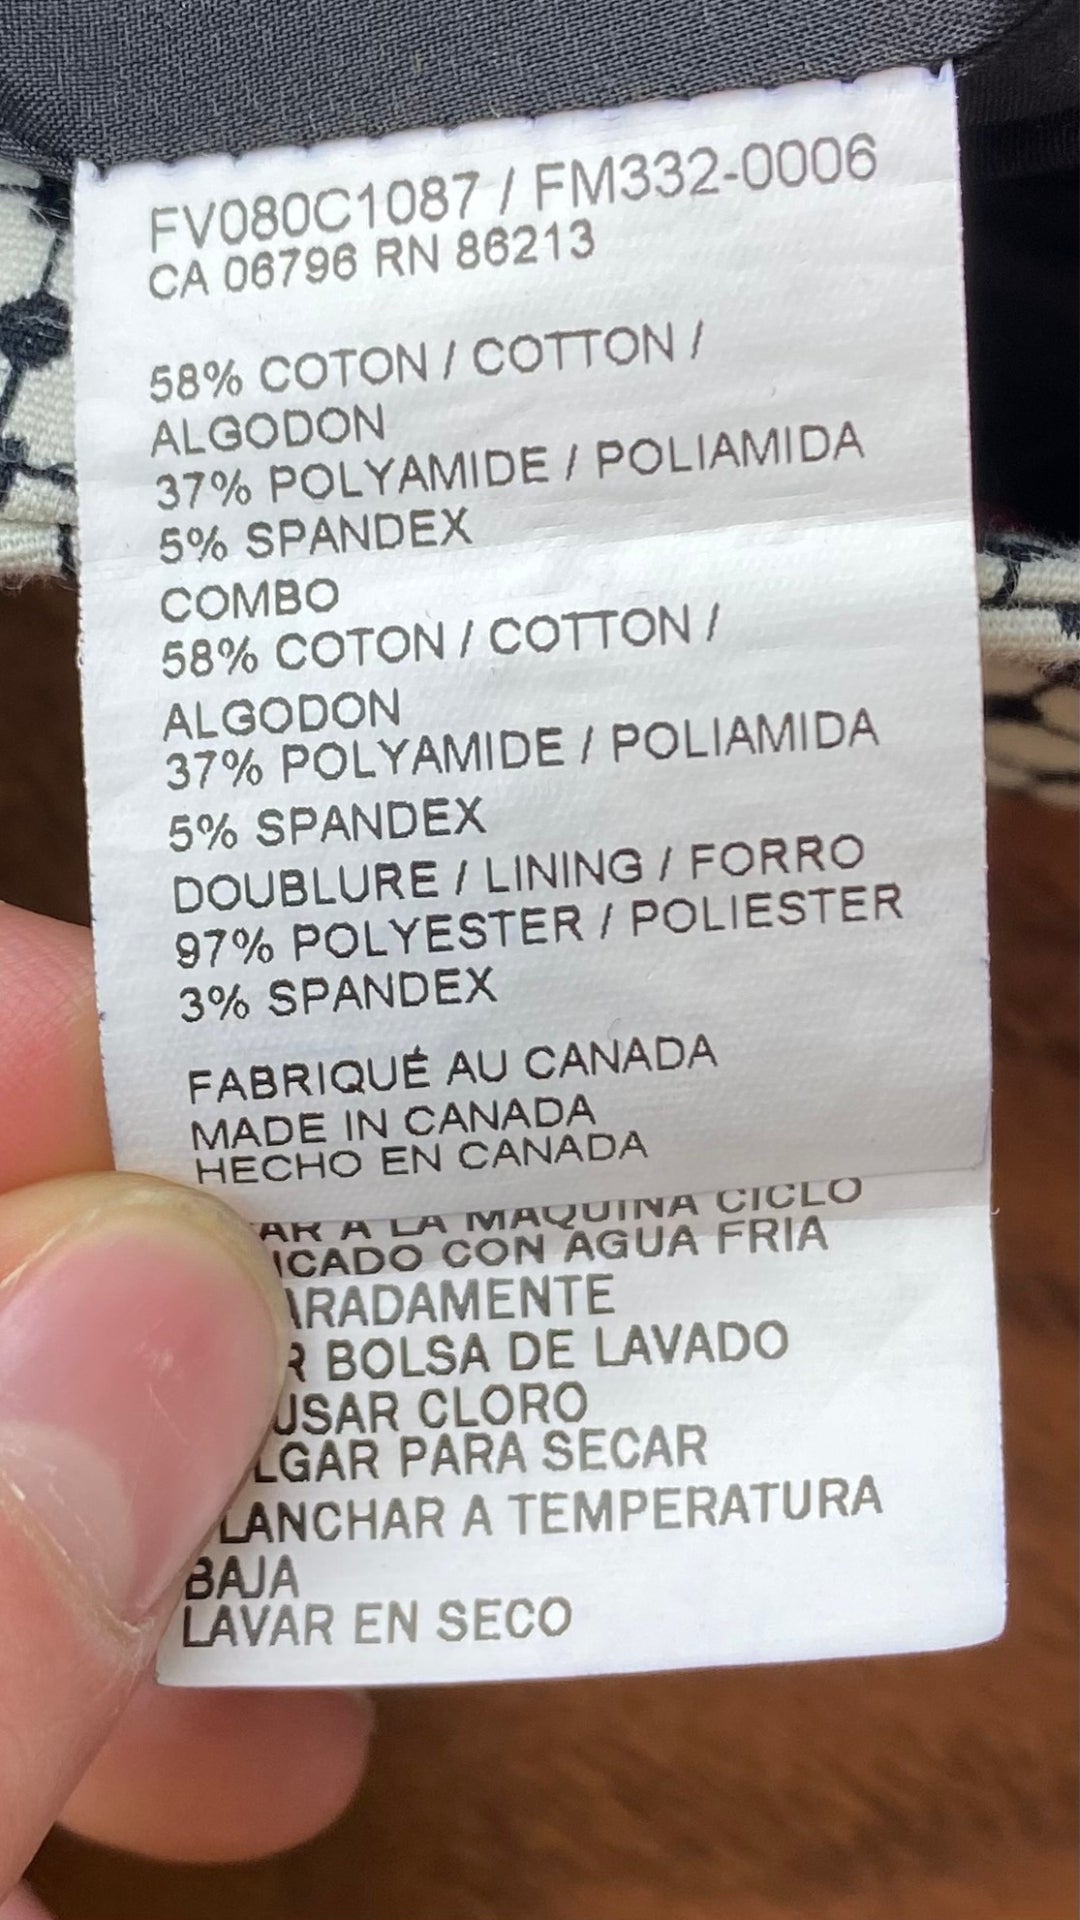 FV080C1087 / FM332-0006
CA 06796 RN 86213
58% COTON / COTTON /
ALGODON
37% POLYAMIDE / POLIAMIDA
5% SPANDEX
COMBO
58% COTON / COTTON /
ALGODON
37% POLYAMIDE / POLIAMIDA
5% SPANDEX
DOUBLURE / LINING / FORRO
97% POLYESTER / POLIESTER
3% SPANDEX
FABRIQUÉ AU CANADA
MADE IN CANADA
HECHO EN CANADA
A LA MAQUINA CICLO
CON AGUA FRIA
BOLSA DE LAVADO
USAR CLORO
PARA SECAR
A TEMPERATURA
BAJA
LAVAR EN SECO